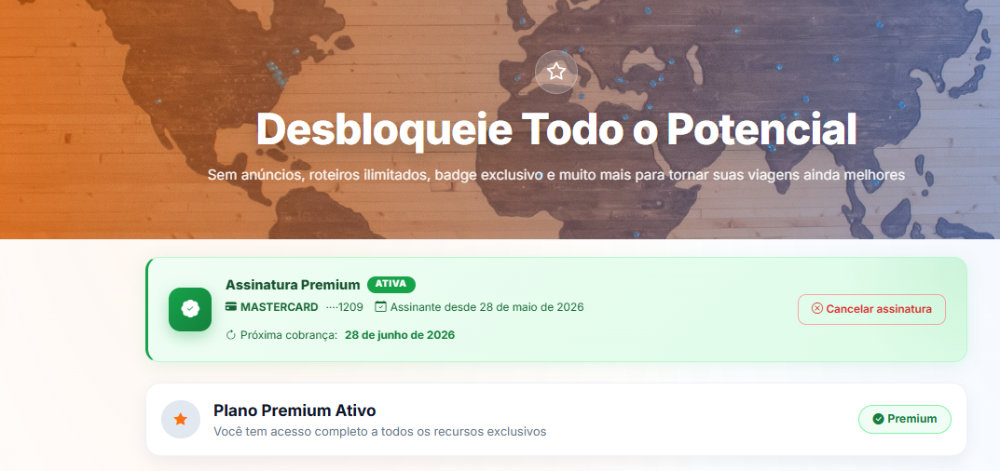 Desbloqueie Todo o Potencial
Sem anúncios, roteiros ilimitados, badge exclusivo e muito mais para tornar suas viagens ainda melhores
Assinatura Premium ATIVA
MASTERCARD ····1209 Assinante desde 28 de maio de 2026
Cancelar assinatura
Próxima cobrança: 28 de junho de 2026
Plano Premium Ativo
Você tem acesso completo a todos os recursos exclusivos
Premium